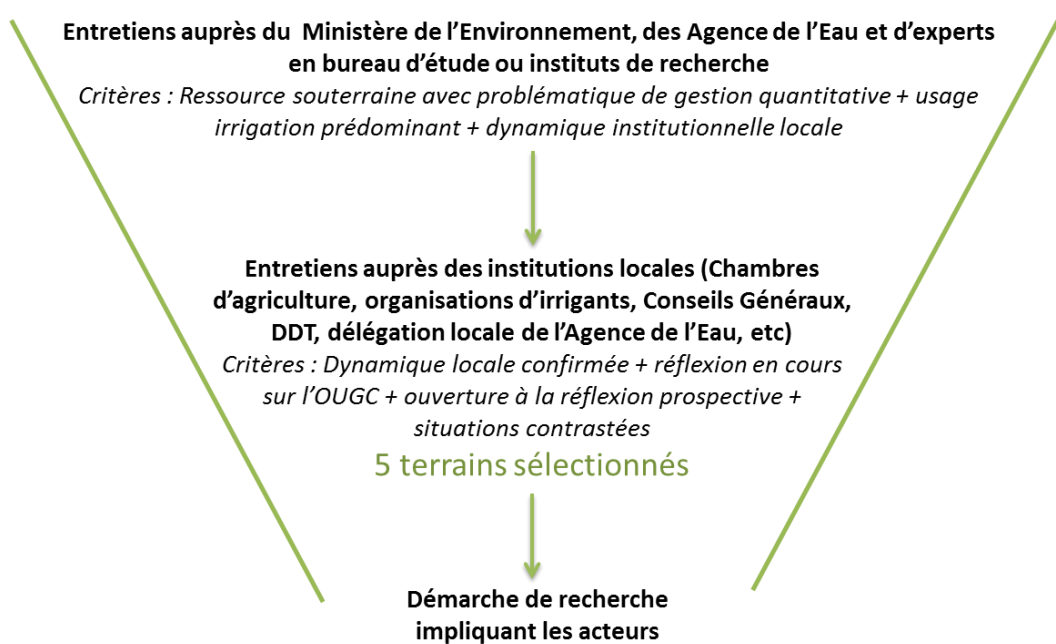 Entretiens auprès du Ministère de l'Environnement, des Agence de l'Eau et d'experts
en bureau d'étude ou instituts de recherche
Critères : Ressource souterraine avec problématique de gestion quantitative + usage
irrigation prédominant + dynamique institutionnelle locale
Entretiens auprès des institutions locales (Chambres
d'agriculture, organisations d'irrigants, Conseils Généraux,
DDT, délégation locale de l'Agence de l'Eau, etc)
Critères : Dynamique locale confirmée + réflexion en cours
sur l'OUGC + ouverture à la réflexion prospective +
situations contrastées
5 terrains sélectionnés
Démarche de recherche
impliquant les acteurs